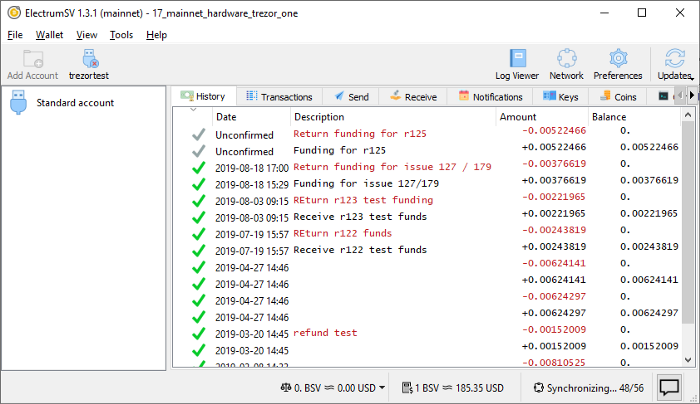 ElectrumSV 1.3.1 (mainnet) - 17_mainnet_hardware_trezor_one
File Wallet View Tools Help
Add Account trezortest Log Viewer Network Preferences Updates
Standard account
History Transactions Send Receive Notifications Keys Coins
Date Description Amount Balance
Unconfirmed Return funding for r125 -0.00522466 0.
Unconfirmed Funding for r125 +0.00522466 0.00522466
2019-08-18 17:00 Return funding for issue 127 / 179 -0.00376619 0.
2019-08-18 15:29 Funding for issue 127/179 +0.00376619 0.00376619
2019-08-03 09:15 REturn r123 test funding -0.00221965 0.
2019-08-03 09:15 Receive r123 test funds +0.00221965 0.00221965
2019-07-19 15:57 REturn r122 funds -0.00243819 0.
2019-07-19 15:57 Receive r122 test funds +0.00243819 0.00243819
2019-04-27 14:46 -0.00624141 0.
2019-04-27 14:46 +0.00624141 0.00624141
2019-04-27 14:46 -0.00624297 0.
2019-04-27 14:46 +0.00624297 0.00624297
2019-03-20 14:45 refund test -0.00152009 0.
2019-03-20 14:45 +0.00152009 0.00152009
-0.00810525 0.
0. BSV ≈ 0.00 USD 1 BSV ≈ 185.35 USD Synchronizing... 48/56